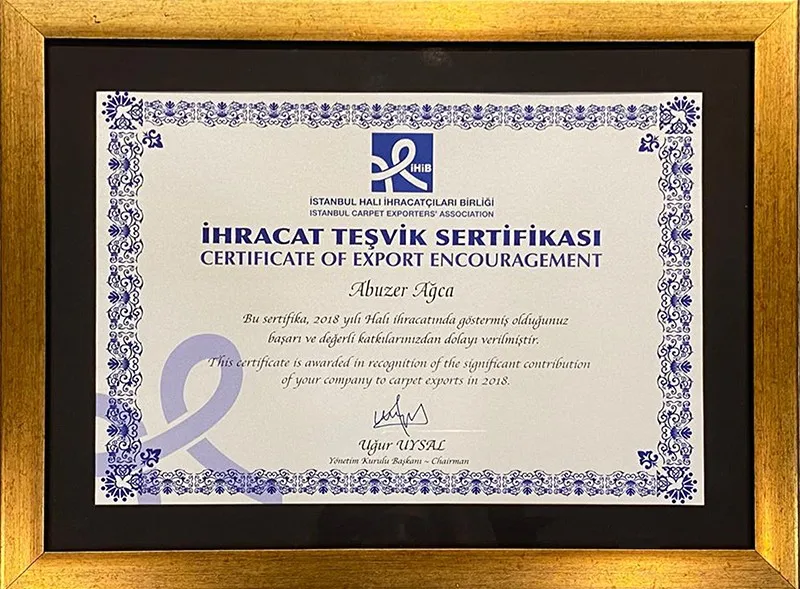 İHİB
İSTANBUL HALI İHRACATÇILARI BİRLİĞİ
ISTANBUL CARPET EXPORTERS' ASSOCIATION
İHRACAT TEŞVİK SERTİFİKASI
CERTIFICATE OF EXPORT ENCOURAGEMENT
Abuzer Ağca
Bu sertifika, 2018 yılı Halı ihracatında göstermiş olduğunuz
başarı ve değerli katkılarınızdan dolayı verilmiştir.
This certificate is awarded in recognition of the significant contribution
of your company to carpet exports in 2018.
Uğur UYSAL
Yönetim Kurulu Başkanı ~ Chairman